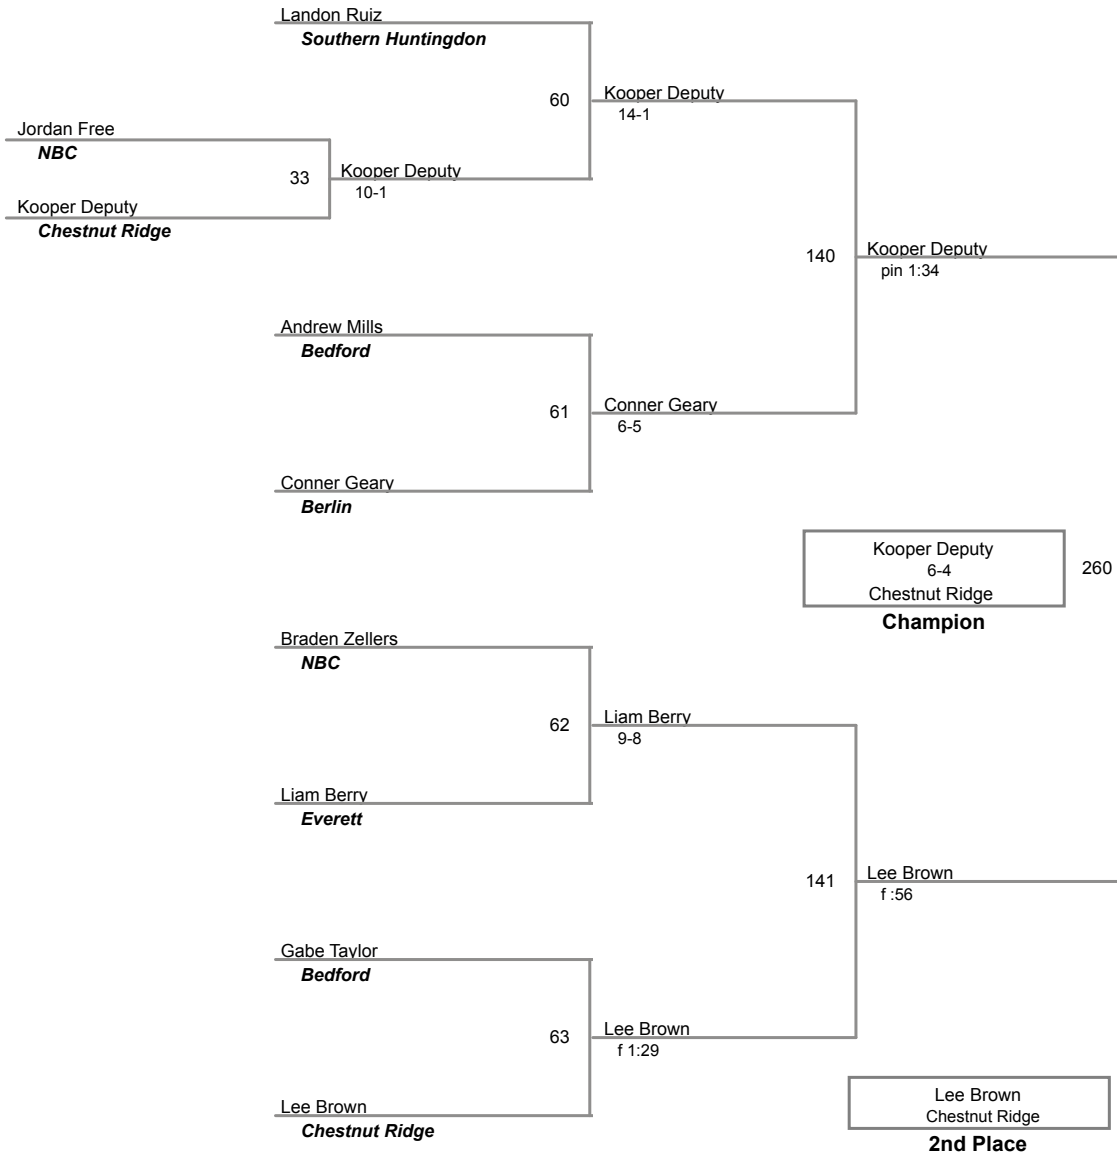 Landon Ruiz
Southern Huntingdon
60
Kooper Deputy
14-1
Jordan Free
NBC
33
Kooper Deputy
10-1
Kooper Deputy
Chestnut Ridge
140
Kooper Deputy
pin 1:34
Andrew Mills
Bedford
61
Conner Geary
6-5
Conner Geary
Berlin
Kooper Deputy
6-4
260
Chestnut Ridge
Champion
Braden Zellers
NBC
62
Liam Berry
9-8
Liam Berry
Everett
141
Lee Brown
f :56
Gabe Taylor
Bedford
63
Lee Brown
f 1:29
Lee Brown
Chestnut Ridge
Lee Brown
Chestnut Ridge
2nd Place